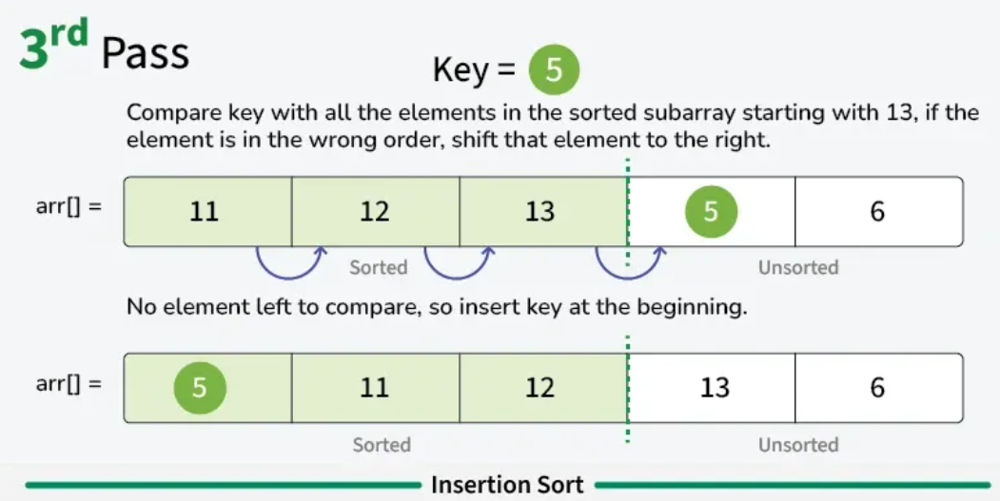 3rd Pass
Key = 5
Compare key with all the elements in the sorted subarray starting with 13, if the
element is in the wrong order, shift that element to the right.
arr[] = 11 12 13 5 6
Sorted Unsorted
No element left to compare, so insert key at the beginning.
arr[] = 5 11 12 13 6
Sorted Unsorted
Insertion Sort